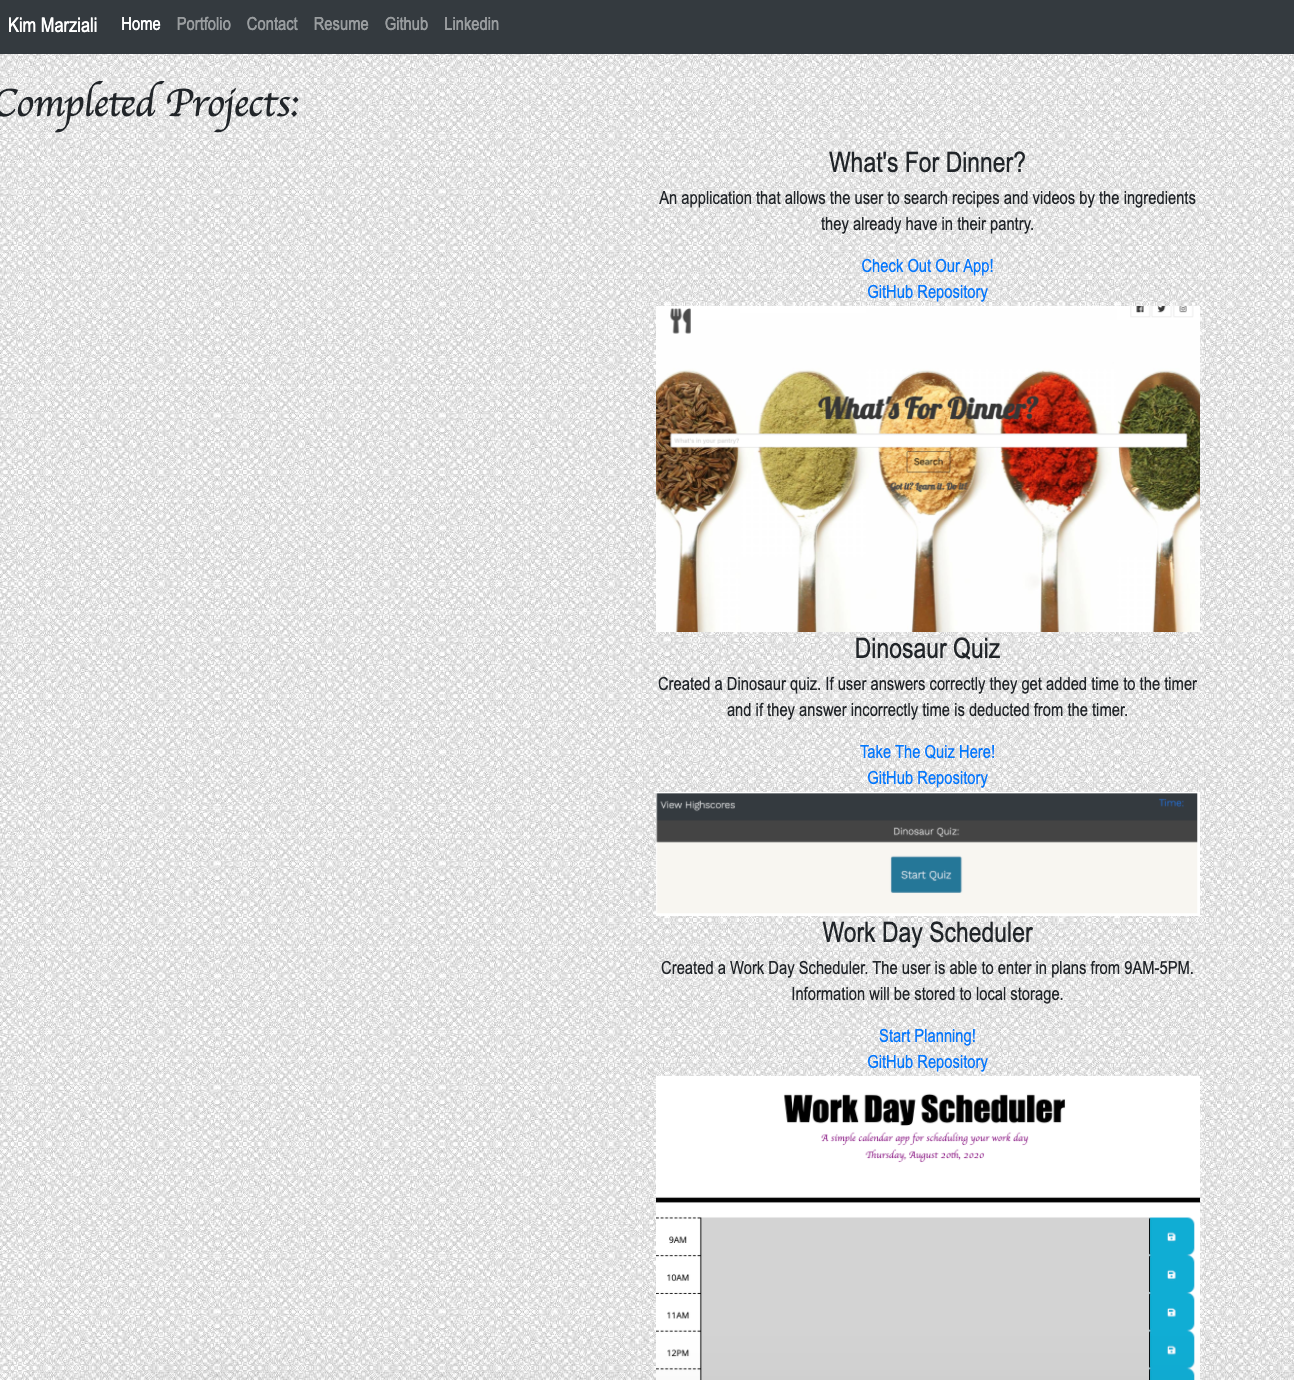 Kim Marziali Home Portfolio Contact Resume Github Linkedin
Completed Projects:
What's For Dinner?
An application that allows the user to search recipes and videos by the ingredients
they already have in their pantry.
Check Out Our App!
GitHub Repository
What's For Dinner?
What's in your pantry?
Search
Got it? Learn it. Do it!
Dinosaur Quiz
Created a Dinosaur quiz. If user answers correctly they get added time to the timer
and if they answer incorrectly time is deducted from the timer.
Take The Quiz Here!
GitHub Repository
View Highscores Time:
Dinosaur Quiz:
Start Quiz
Work Day Scheduler
Created a Work Day Scheduler. The user is able to enter in plans from 9AM-5PM.
Information will be stored to local storage.
Start Planning!
GitHub Repository
Work Day Scheduler
A simple calendar app for scheduling your work day
Thursday, August 20th, 2020
9AM
10AM
11AM
12PM